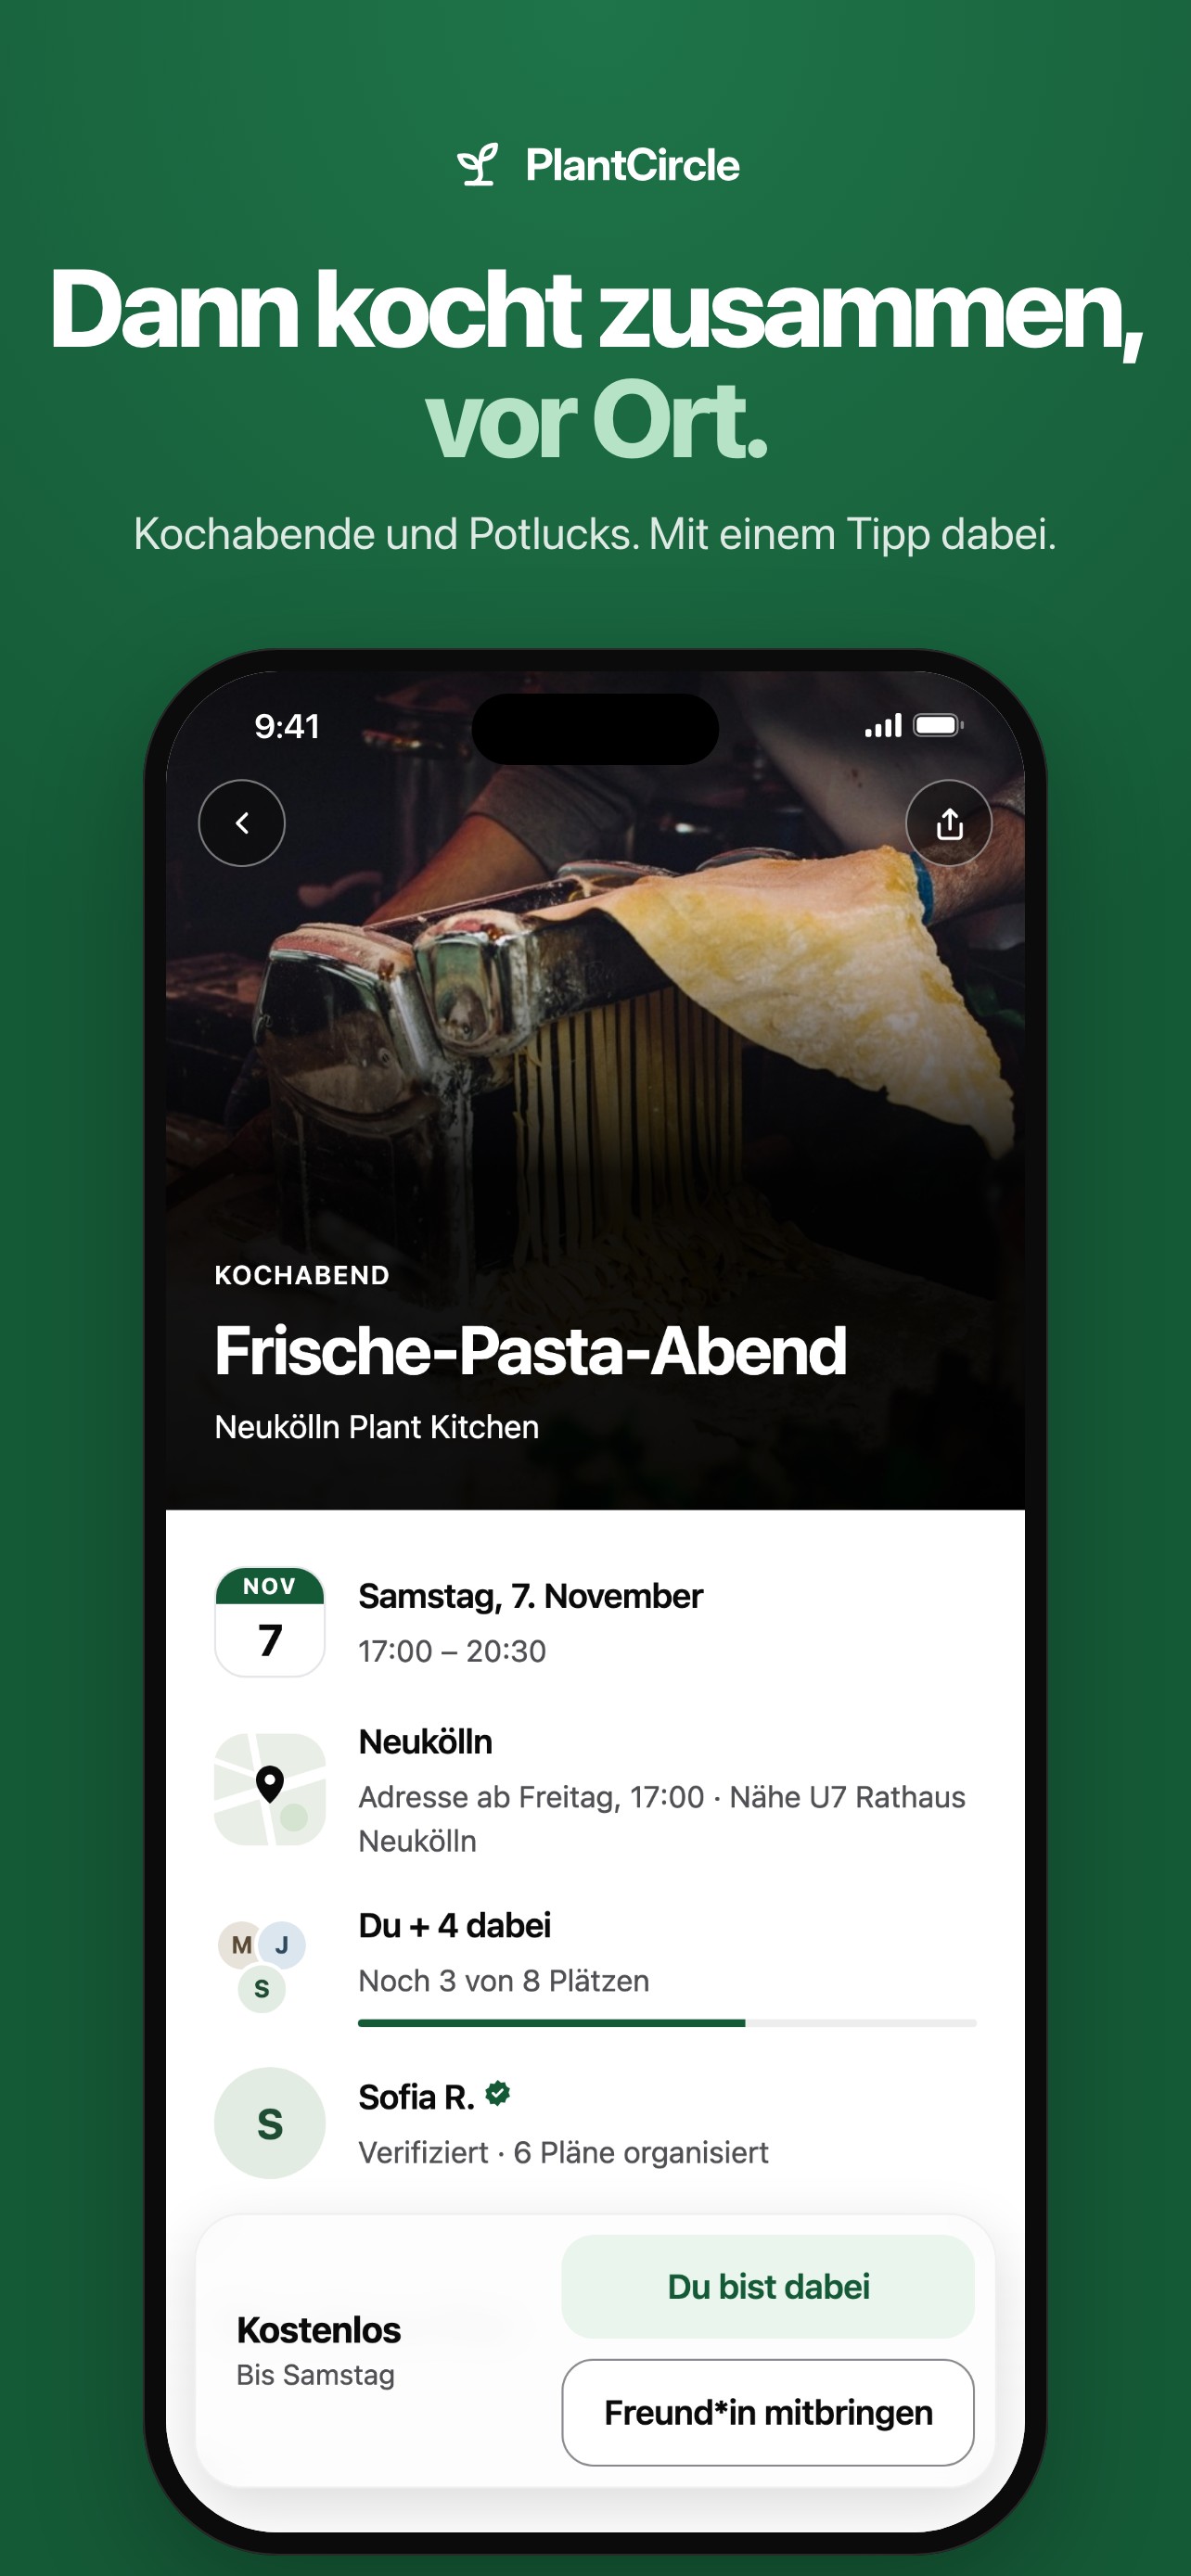 PlantCircle
Dann kocht zusammen,
vor Ort.
Kochabende und Potlucks. Mit einem Tipp dabei.
9:41
KOCHABEND
Frische-Pasta-Abend
Neukölln Plant Kitchen
NOV
7
Samstag, 7. November
17:00 – 20:30
Neukölln
Adresse ab Freitag, 17:00 · Nähe U7 Rathaus
Neukölln
M J
S
Du + 4 dabei
Noch 3 von 8 Plätzen
S
Sofia R.
Verifiziert · 6 Pläne organisiert
Kostenlos
Bis Samstag
Du bist dabei
Freund*in mitbringen